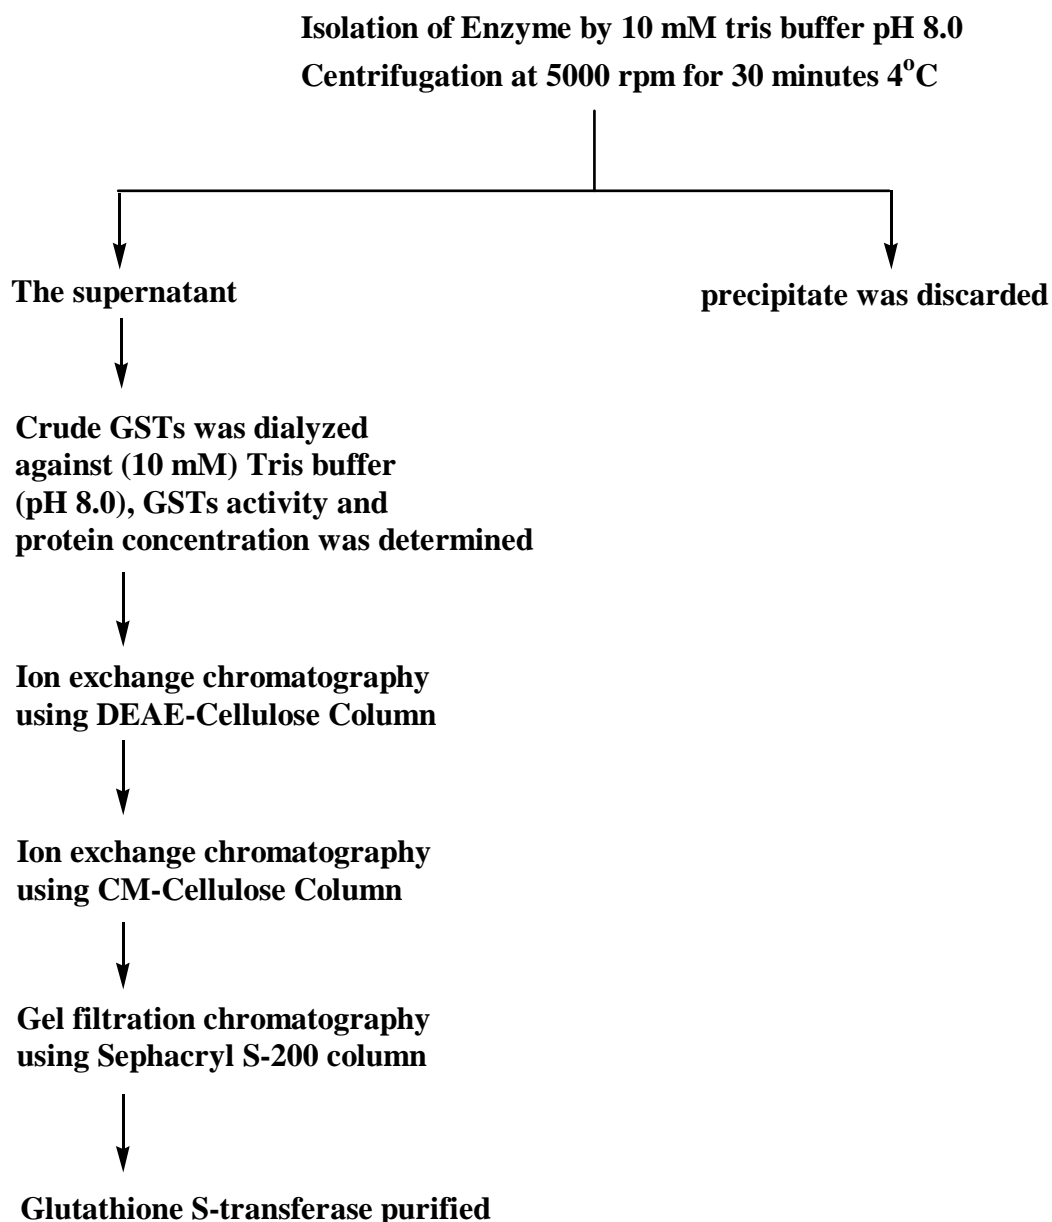 Isolation of Enzyme by 10 mM tris buffer pH 8.0
Centrifugation at 5000 rpm for 30 minutes 4°C
The supernatant
precipitate was discarded
Crude GSTs was dialyzed
against (10 mM) Tris buffer
(pH 8.0), GSTs activity and
protein concentration was determined
Ion exchange chromatography
using DEAE-Cellulose Column
Ion exchange chromatography
using CM-Cellulose Column
Gel filtration chromatography
using Sephacryl S-200 column
Glutathione S-transferase purified